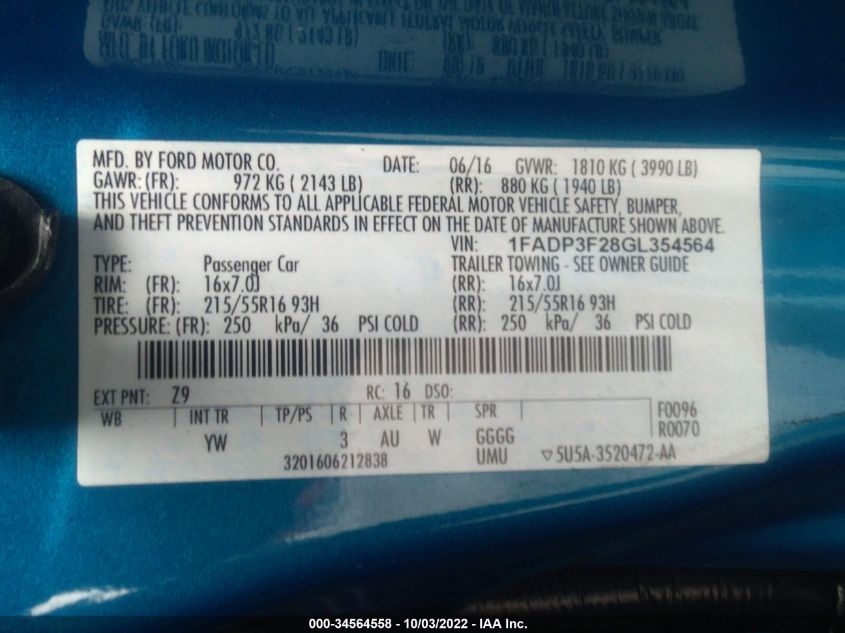 MFD. BY FORD MOTOR CO. DATE: 06/16 GVWR: 1810 KG ( 3990 LB)
GAWR: (FR): 972 KG ( 2143 LB) (RR): 880 KG ( 1940 LB)
THIS VEHICLE CONFORMS TO ALL APPLICABLE FEDERAL MOTOR VEHICLE SAFETY, BUMPER,
AND THEFT PREVENTION STANDARDS IN EFFECT ON THE DATE OF MANUFACTURE SHOWN ABOVE.
VIN: 1FADP3F28GL354564
TYPE: Passenger Car TRAILER TOWING - SEE OWNER GUIDE
RIM: (FR): 16x7.0J (RR): 16x7.0J
TIRE: (FR): 215/55R16 93H (RR): 215/55R16 93H
PRESSURE: (FR): 250 kPa/ 36 PSI COLD (RR): 250 kPa/ 36 PSI COLD
EXT PNT: Z9 RC: 16 DSO:
WB INT TR TP/PS R AXLE TR SPR F0096
YW 3 AU W GGGG R0070
3201606212838 UMU ▽5U5A-3520472-AA
000-34564558 - 10/03/2022 - IAA Inc.